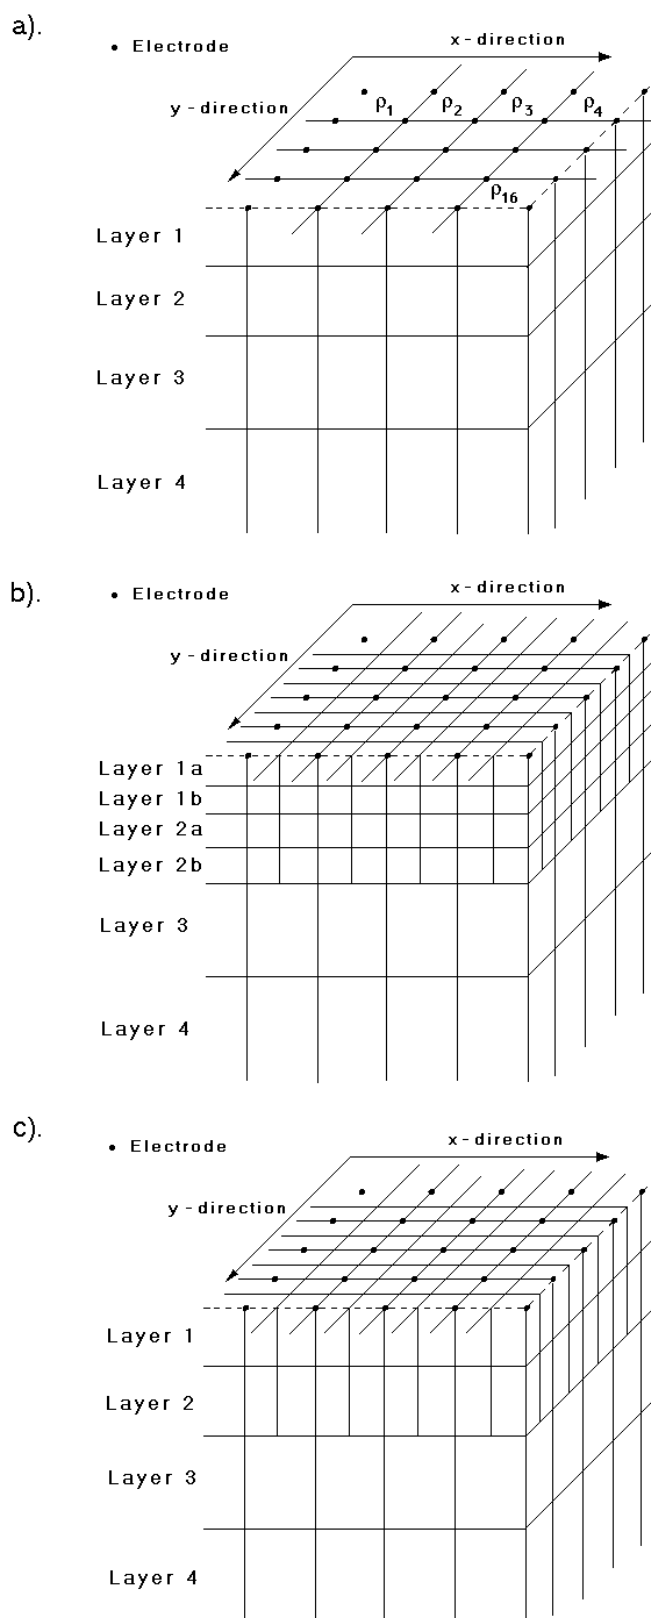 a).
• Electrode
x-direction
y-direction
ρ1 ρ2 ρ3 ρ4
ρ16
Layer 1
Layer 2
Layer 3
Layer 4
b).
• Electrode
x-direction
y-direction
Layer 1a
Layer 1b
Layer 2a
Layer 2b
Layer 3
Layer 4
c).
• Electrode
x-direction
y-direction
Layer 1
Layer 2
Layer 3
Layer 4